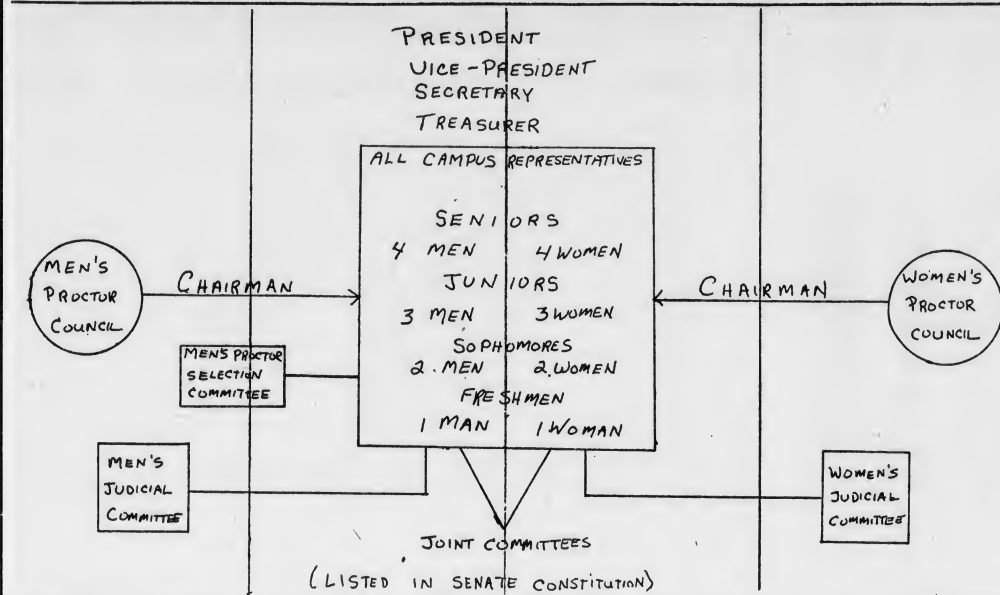 PRESIDENT
VICE-PRESIDENT
SECRETARY
TREASURER
ALL CAMPUS REPRESENTATIVES
SENIORS
4 MEN 4 WOMEN
JUNIORS
3 MEN 3 WOMEN
SOPHOMORES
2. MEN 2. WOMEN
FRESHMEN
1 MAN 1 WOMAN
MEN'S
PROCTOR
COUNCIL
CHAIRMAN
CHAIRMAN
WOMEN'S
PROCTOR
COUNCIL
MEN'S PROCTOR
SELECTION
COMMITTEE
MEN'S
JUDICIAL
COMMITTEE
WOMEN'S
JUDICIAL
COMMITTEE
JOINT COMMITTEES
(LISTED IN SENATE CONSTITUTION)